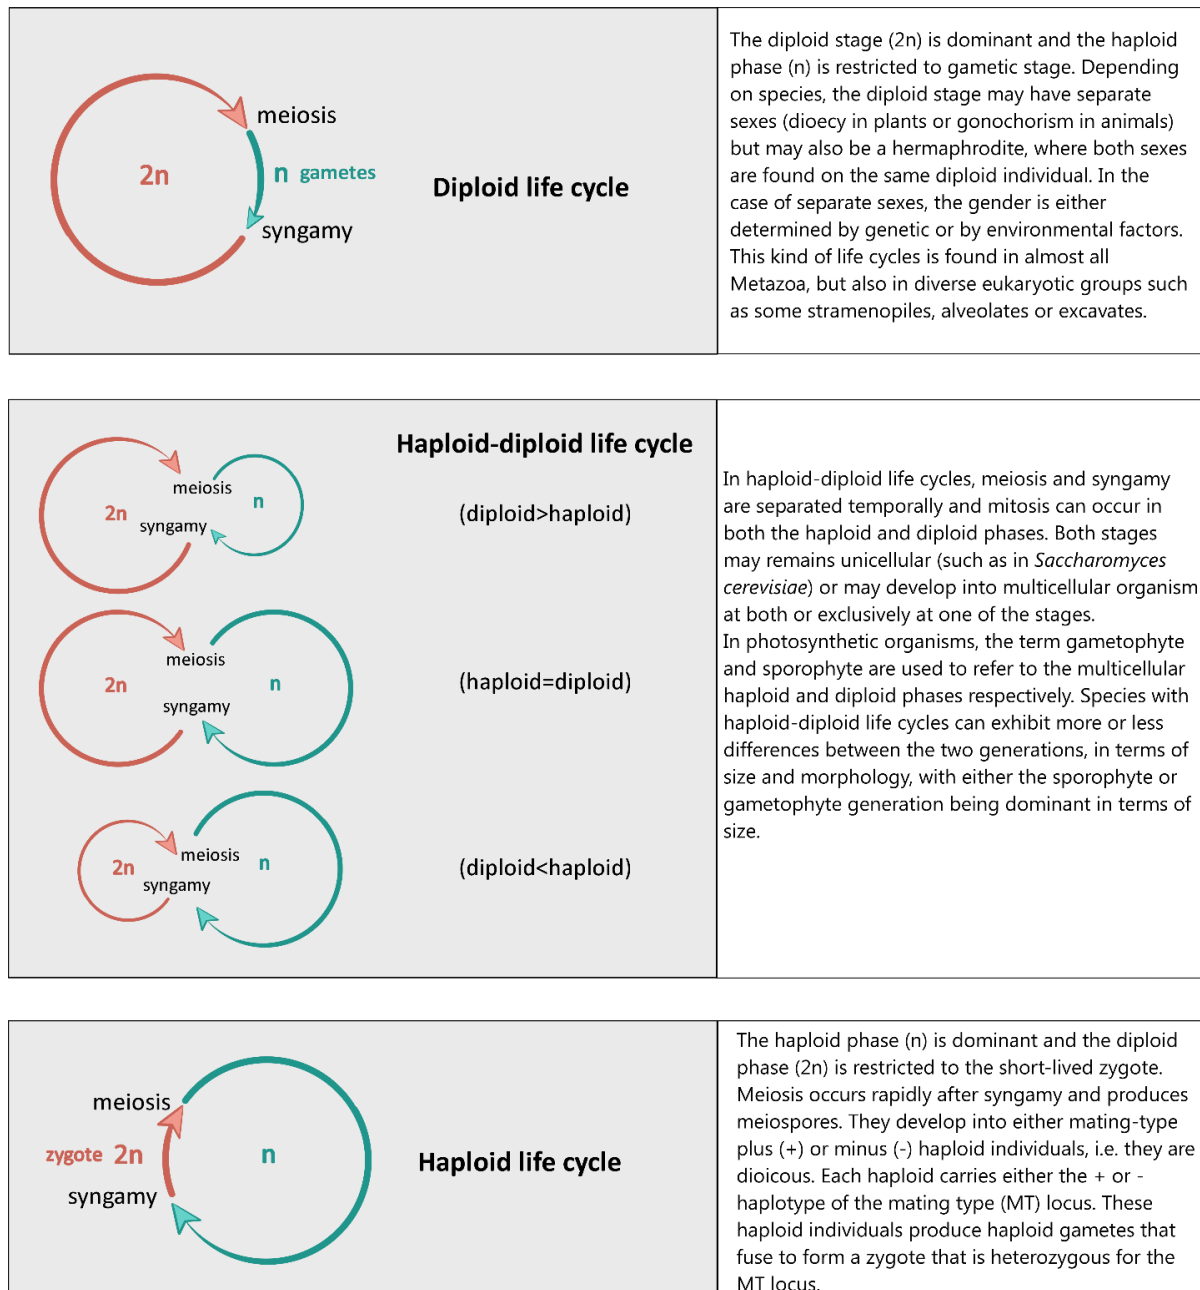 meiosis
2n
n gametes
syngamy
Diploid life cycle
The diploid stage (2n) is dominant and the haploid
phase (n) is restricted to gametic stage. Depending
on species, the diploid stage may have separate
sexes (dioecy in plants or gonochorism in animals)
but may also be a hermaphrodite, where both sexes
are found on the same diploid individual. In the
case of separate sexes, the gender is either
determined by genetic or by environmental factors.
This kind of life cycles is found in almost all
Metazoa, but also in diverse eukaryotic groups such
as some stramenopiles, alveolates or excavates.
Haploid-diploid life cycle
meiosis
2n
n
syngamy
(diploid>haploid)
meiosis
2n
n
syngamy
(haploid=diploid)
meiosis
2n
n
syngamy
(diploid<haploid)
In haploid-diploid life cycles, meiosis and syngamy
are separated temporally and mitosis can occur in
both the haploid and diploid phases. Both stages
may remains unicellular (such as in Saccharomyces
cerevisiae) or may develop into multicellular organism
at both or exclusively at one of the stages.
In photosynthetic organisms, the term gametophyte
and sporophyte are used to refer to the multicellular
haploid and diploid phases respectively. Species with
haploid-diploid life cycles can exhibit more or less
differences between the two generations, in terms of
size and morphology, with either the sporophyte or
gametophyte generation being dominant in terms of
size.
meiosis
zygote 2n
n
syngamy
Haploid life cycle
The haploid phase (n) is dominant and the diploid
phase (2n) is restricted to the short-lived zygote.
Meiosis occurs rapidly after syngamy and produces
meiospores. They develop into either mating-type
plus (+) or minus (-) haploid individuals, i.e. they are
dioicous. Each haploid carries either the + or -
haplotype of the mating type (MT) locus. These
haploid individuals produce haploid gametes that
fuse to form a zygote that is heterozygous for the
MT locus.